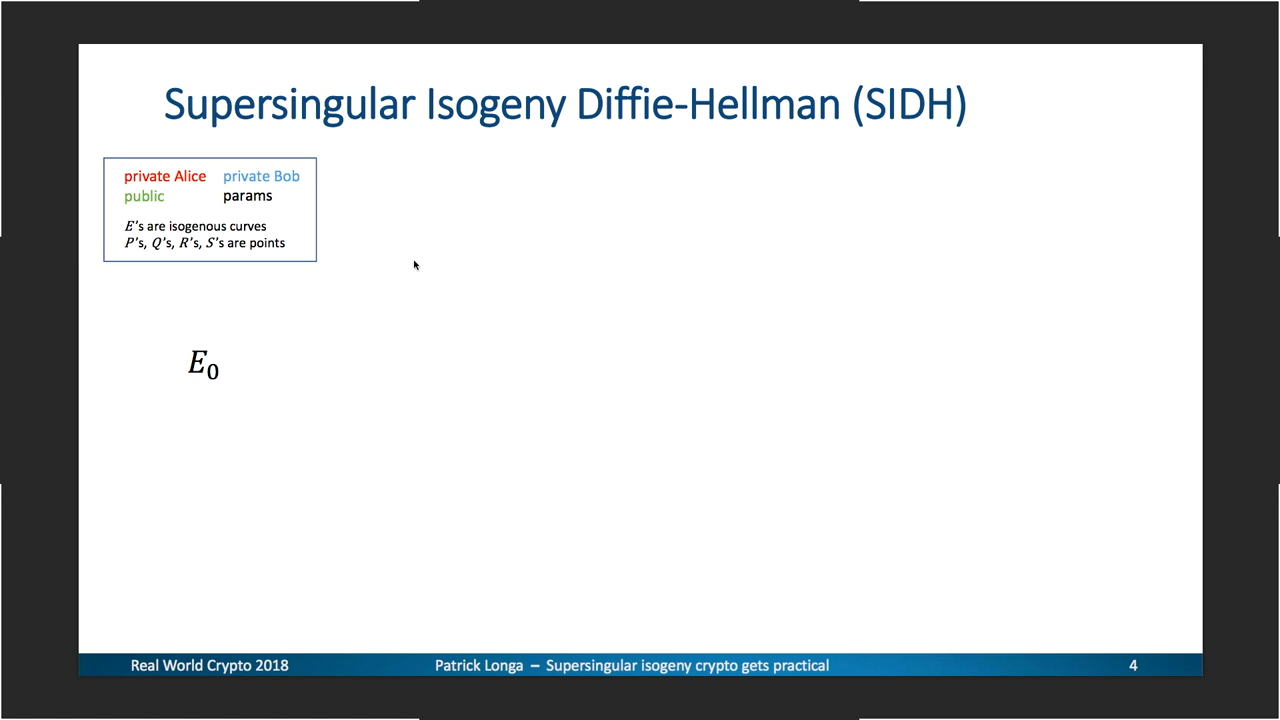 Supersingular Isogeny Diffie-Hellman (SIDH)
private Alice private Bob
public params
E's are isogenous curves
P's, Q's, R's, S's are points
E₀
Real World Crypto 2018 Patrick Longa – Supersingular isogeny crypto gets practical 4